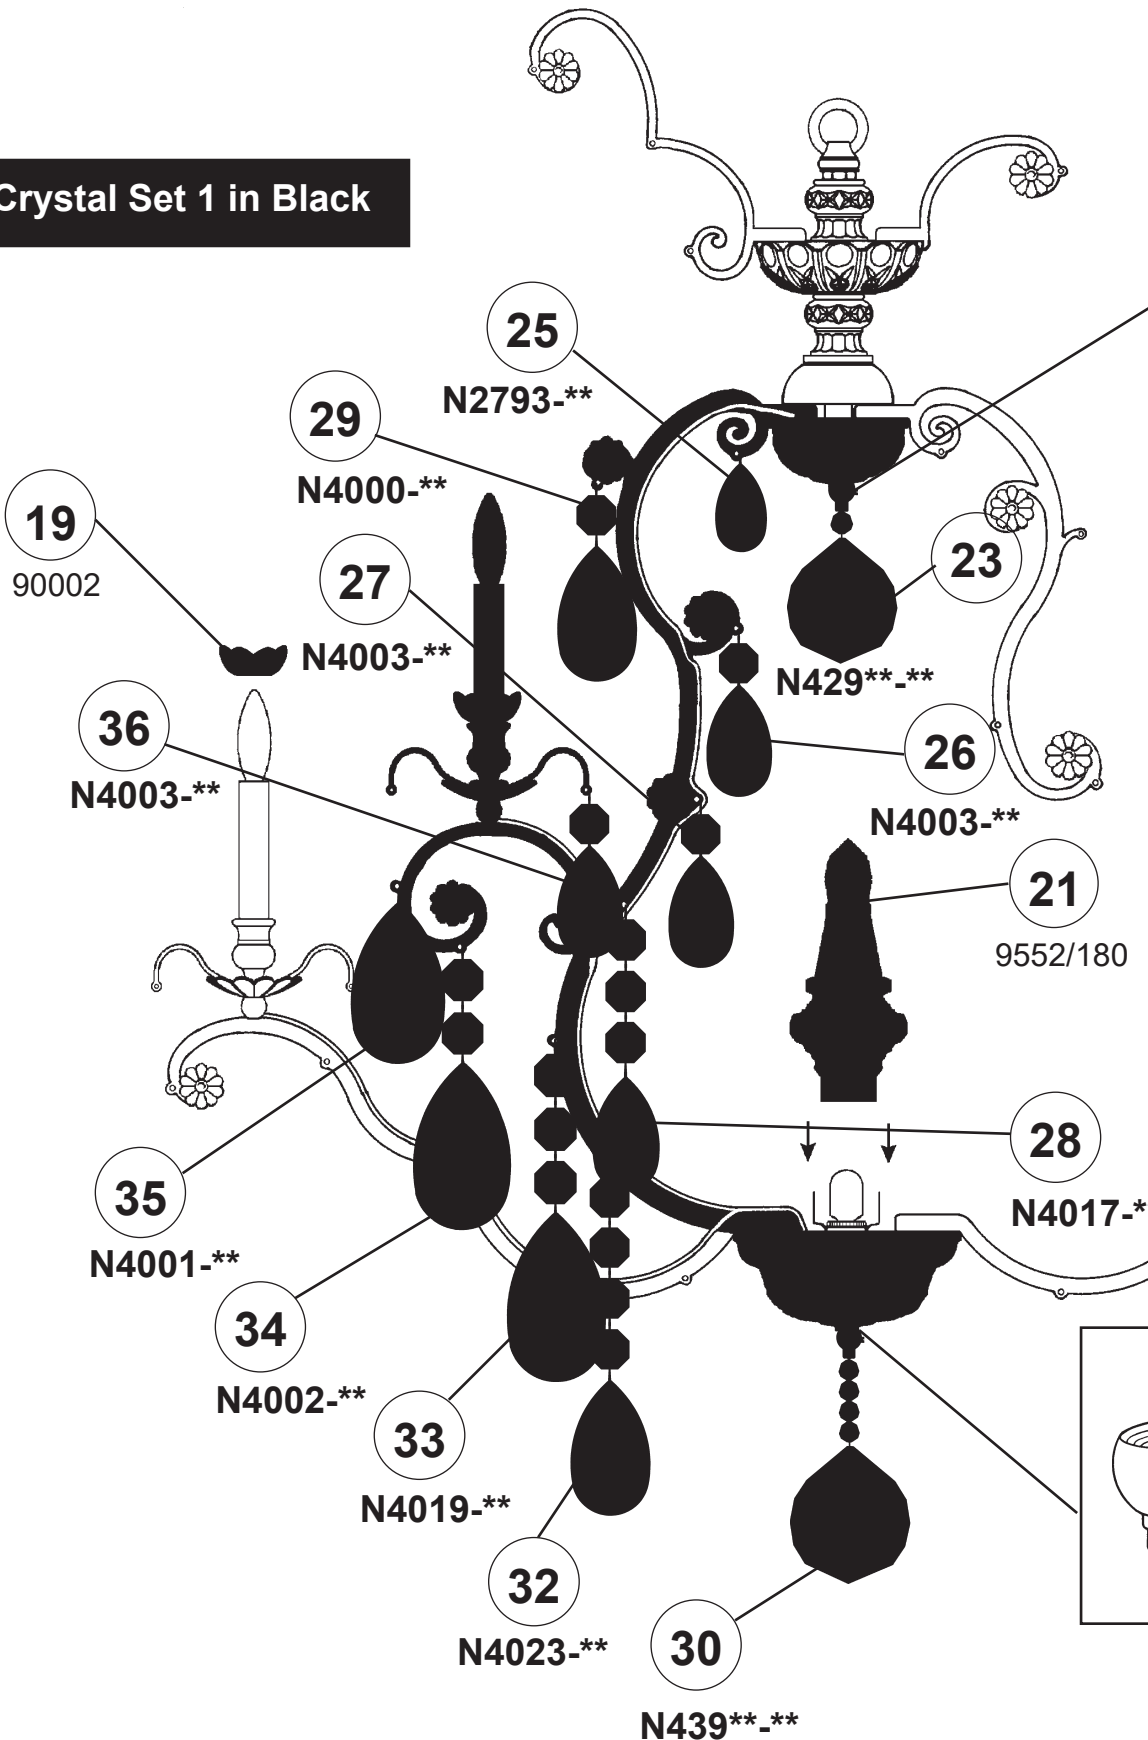 Crystal Set 1 in Black
25
N2793-**
29
N4000-**
19
90002
27
N4003-**
23
N429**-**
36
N4003-**
26
N4003-**
21
9552/180
28
N4017-*
35
N4001-**
34
N4002-**
33
N4019-**
32
N4023-**
30
N439**-**